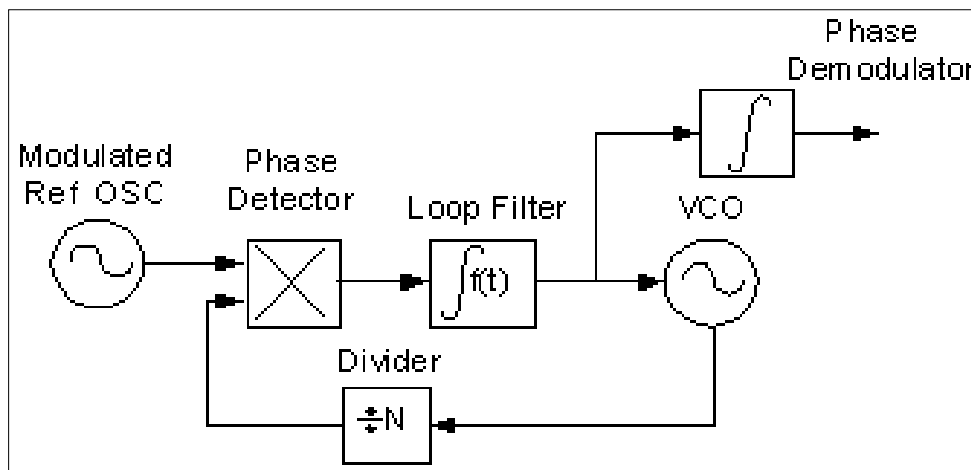 Phase
Demodulator
Modulated
Ref OSC
Phase
Detector
Loop Filter
VCO
f(t)
Divider
÷N